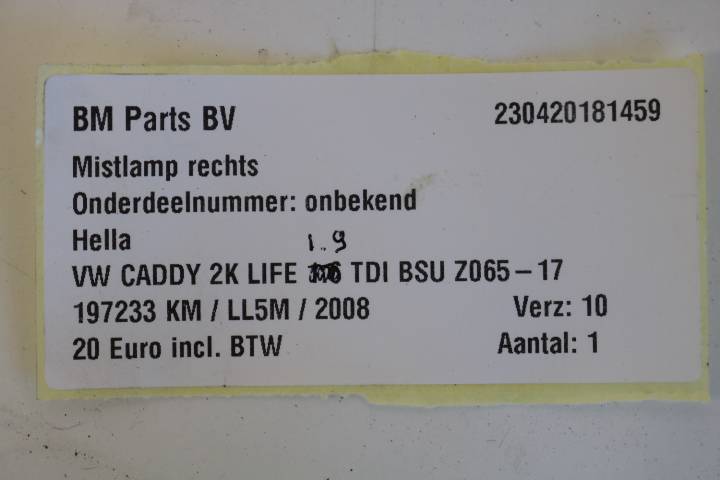 BM Parts BV 230420181459
Mistlamp rechts
Onderdeelnummer: onbekend
Hella
1.9
VW CADDY 2K LIFE TDI BSU Z065-17
197233 KM / LL5M / 2008 Verz: 10
20 Euro incl. BTW Aantal: 1